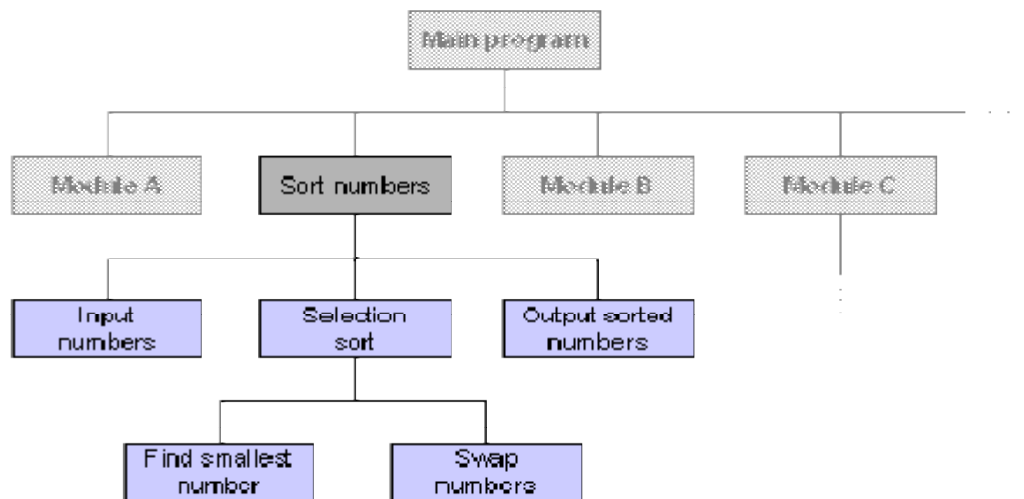 Main program
Module A
Sort numbers
Module B
Module C
Input
numbers
Selection
sort
Output sorted
numbers
Find smallest
number
Swap
numbers